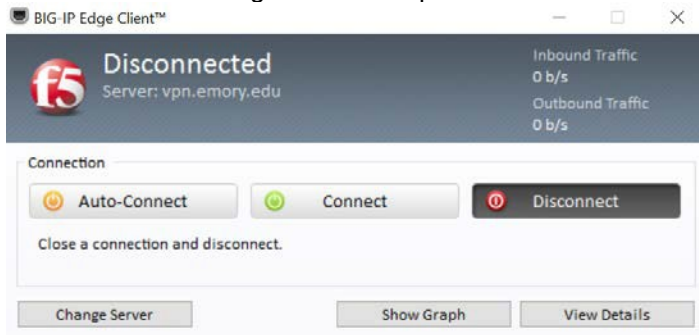 BIG-IP Edge Client™
f5
Disconnected
Server: vpn.emory.edu
Inbound Traffic
0 b/s
Outbound Traffic
0 b/s
Connection
Auto-Connect
Connect
Disconnect
Close a connection and disconnect.
Change Server
Show Graph
View Details